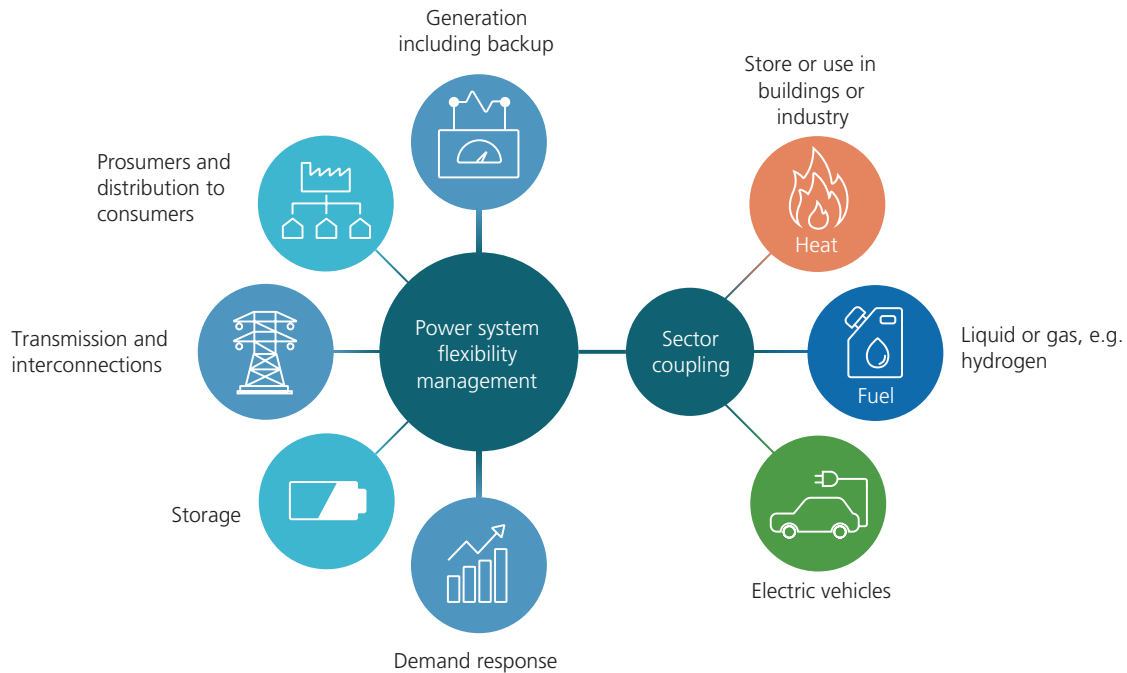 Generation
including backup
Prosumers and
distribution to
consumers
Transmission and
interconnections
Storage
Demand response
Power system
flexibility
management
Sector
coupling
Store or use in
buildings or
industry
Heat
Liquid or gas, e.g.
hydrogen
Fuel
Electric vehicles